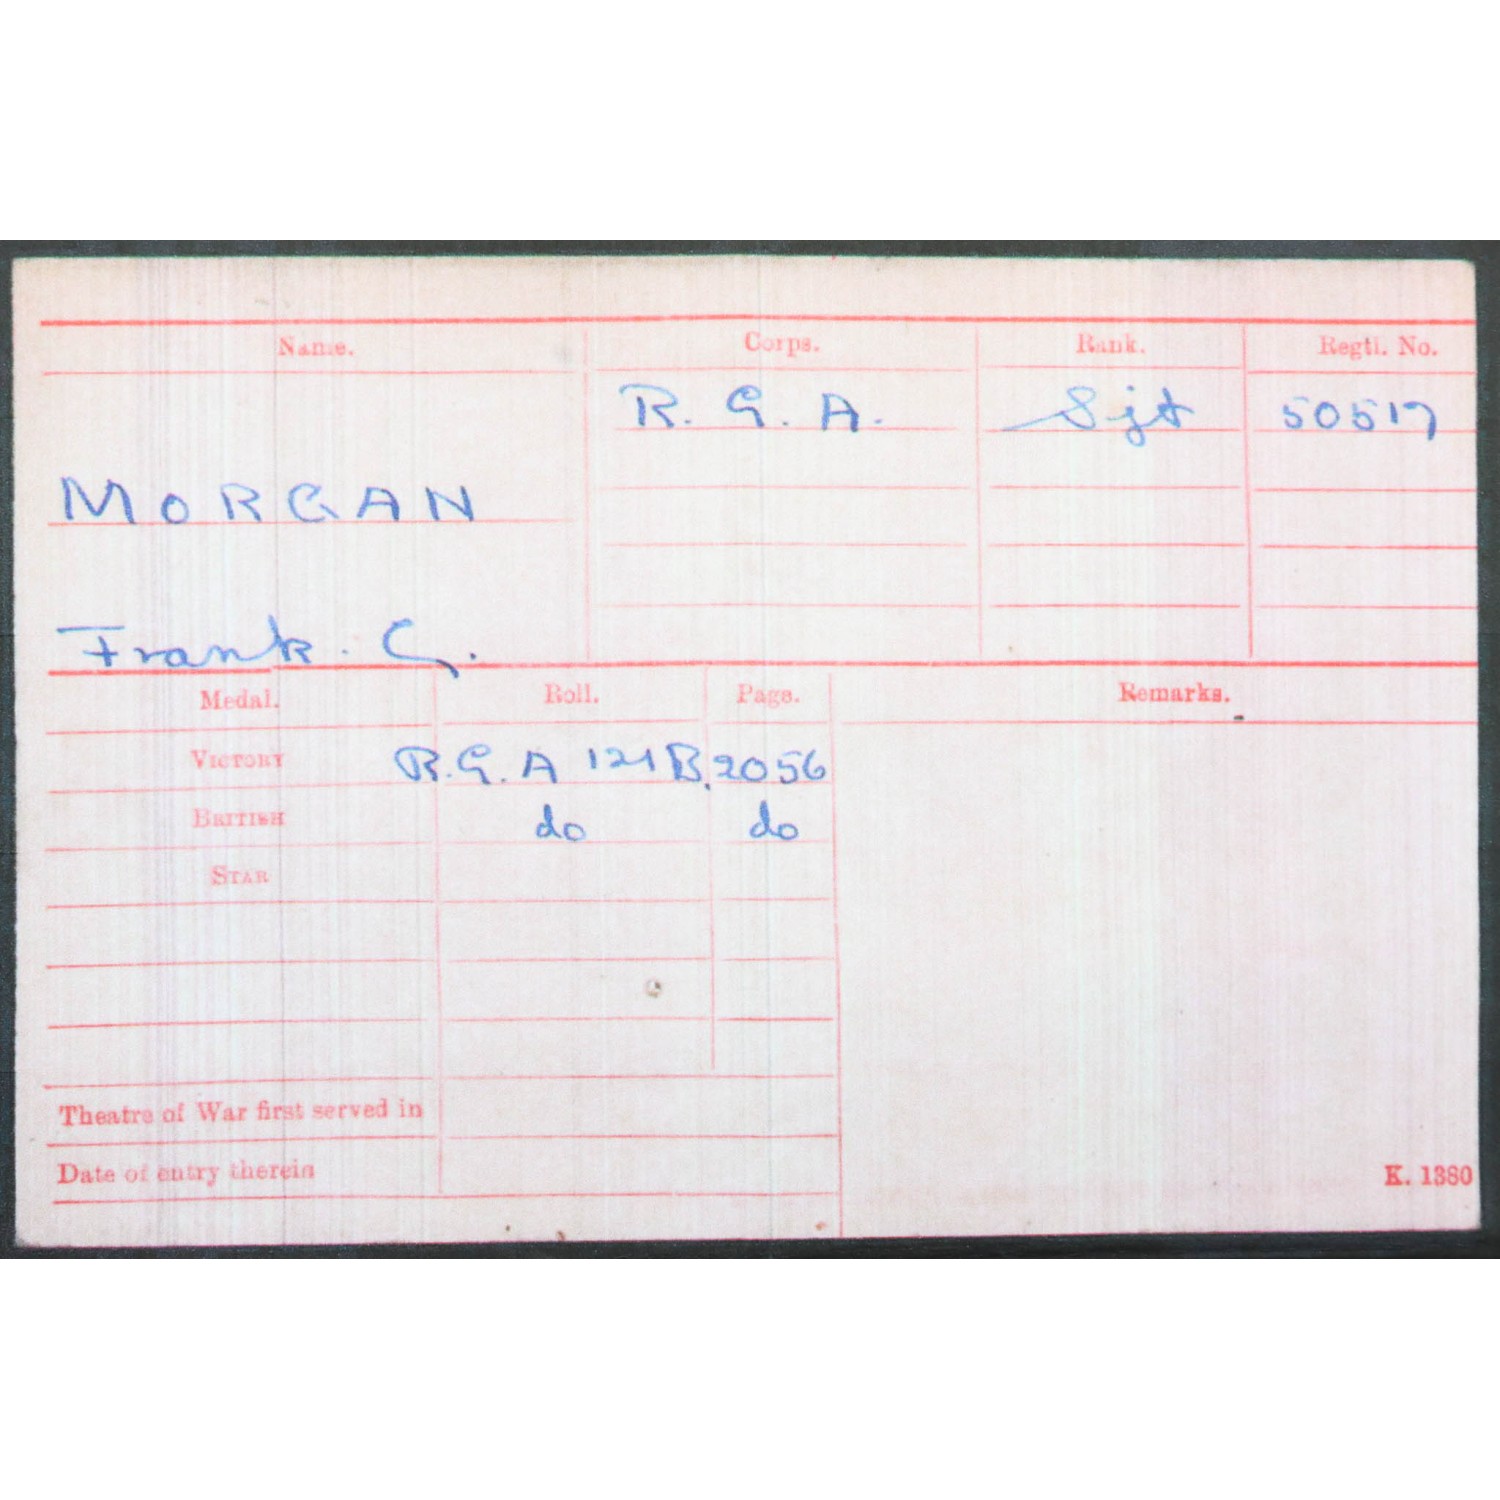 Name. Corps. Rank. Regtl. No.
R. G. A. Sjt 50517
MORGAN
Frank. G.
Medal. Roll. Page. Remarks.
VICTORY R.G.A 121B. 2056
BRITISH do do
STAR
Theatre of War first served in
Date of entry therein
K. 1380